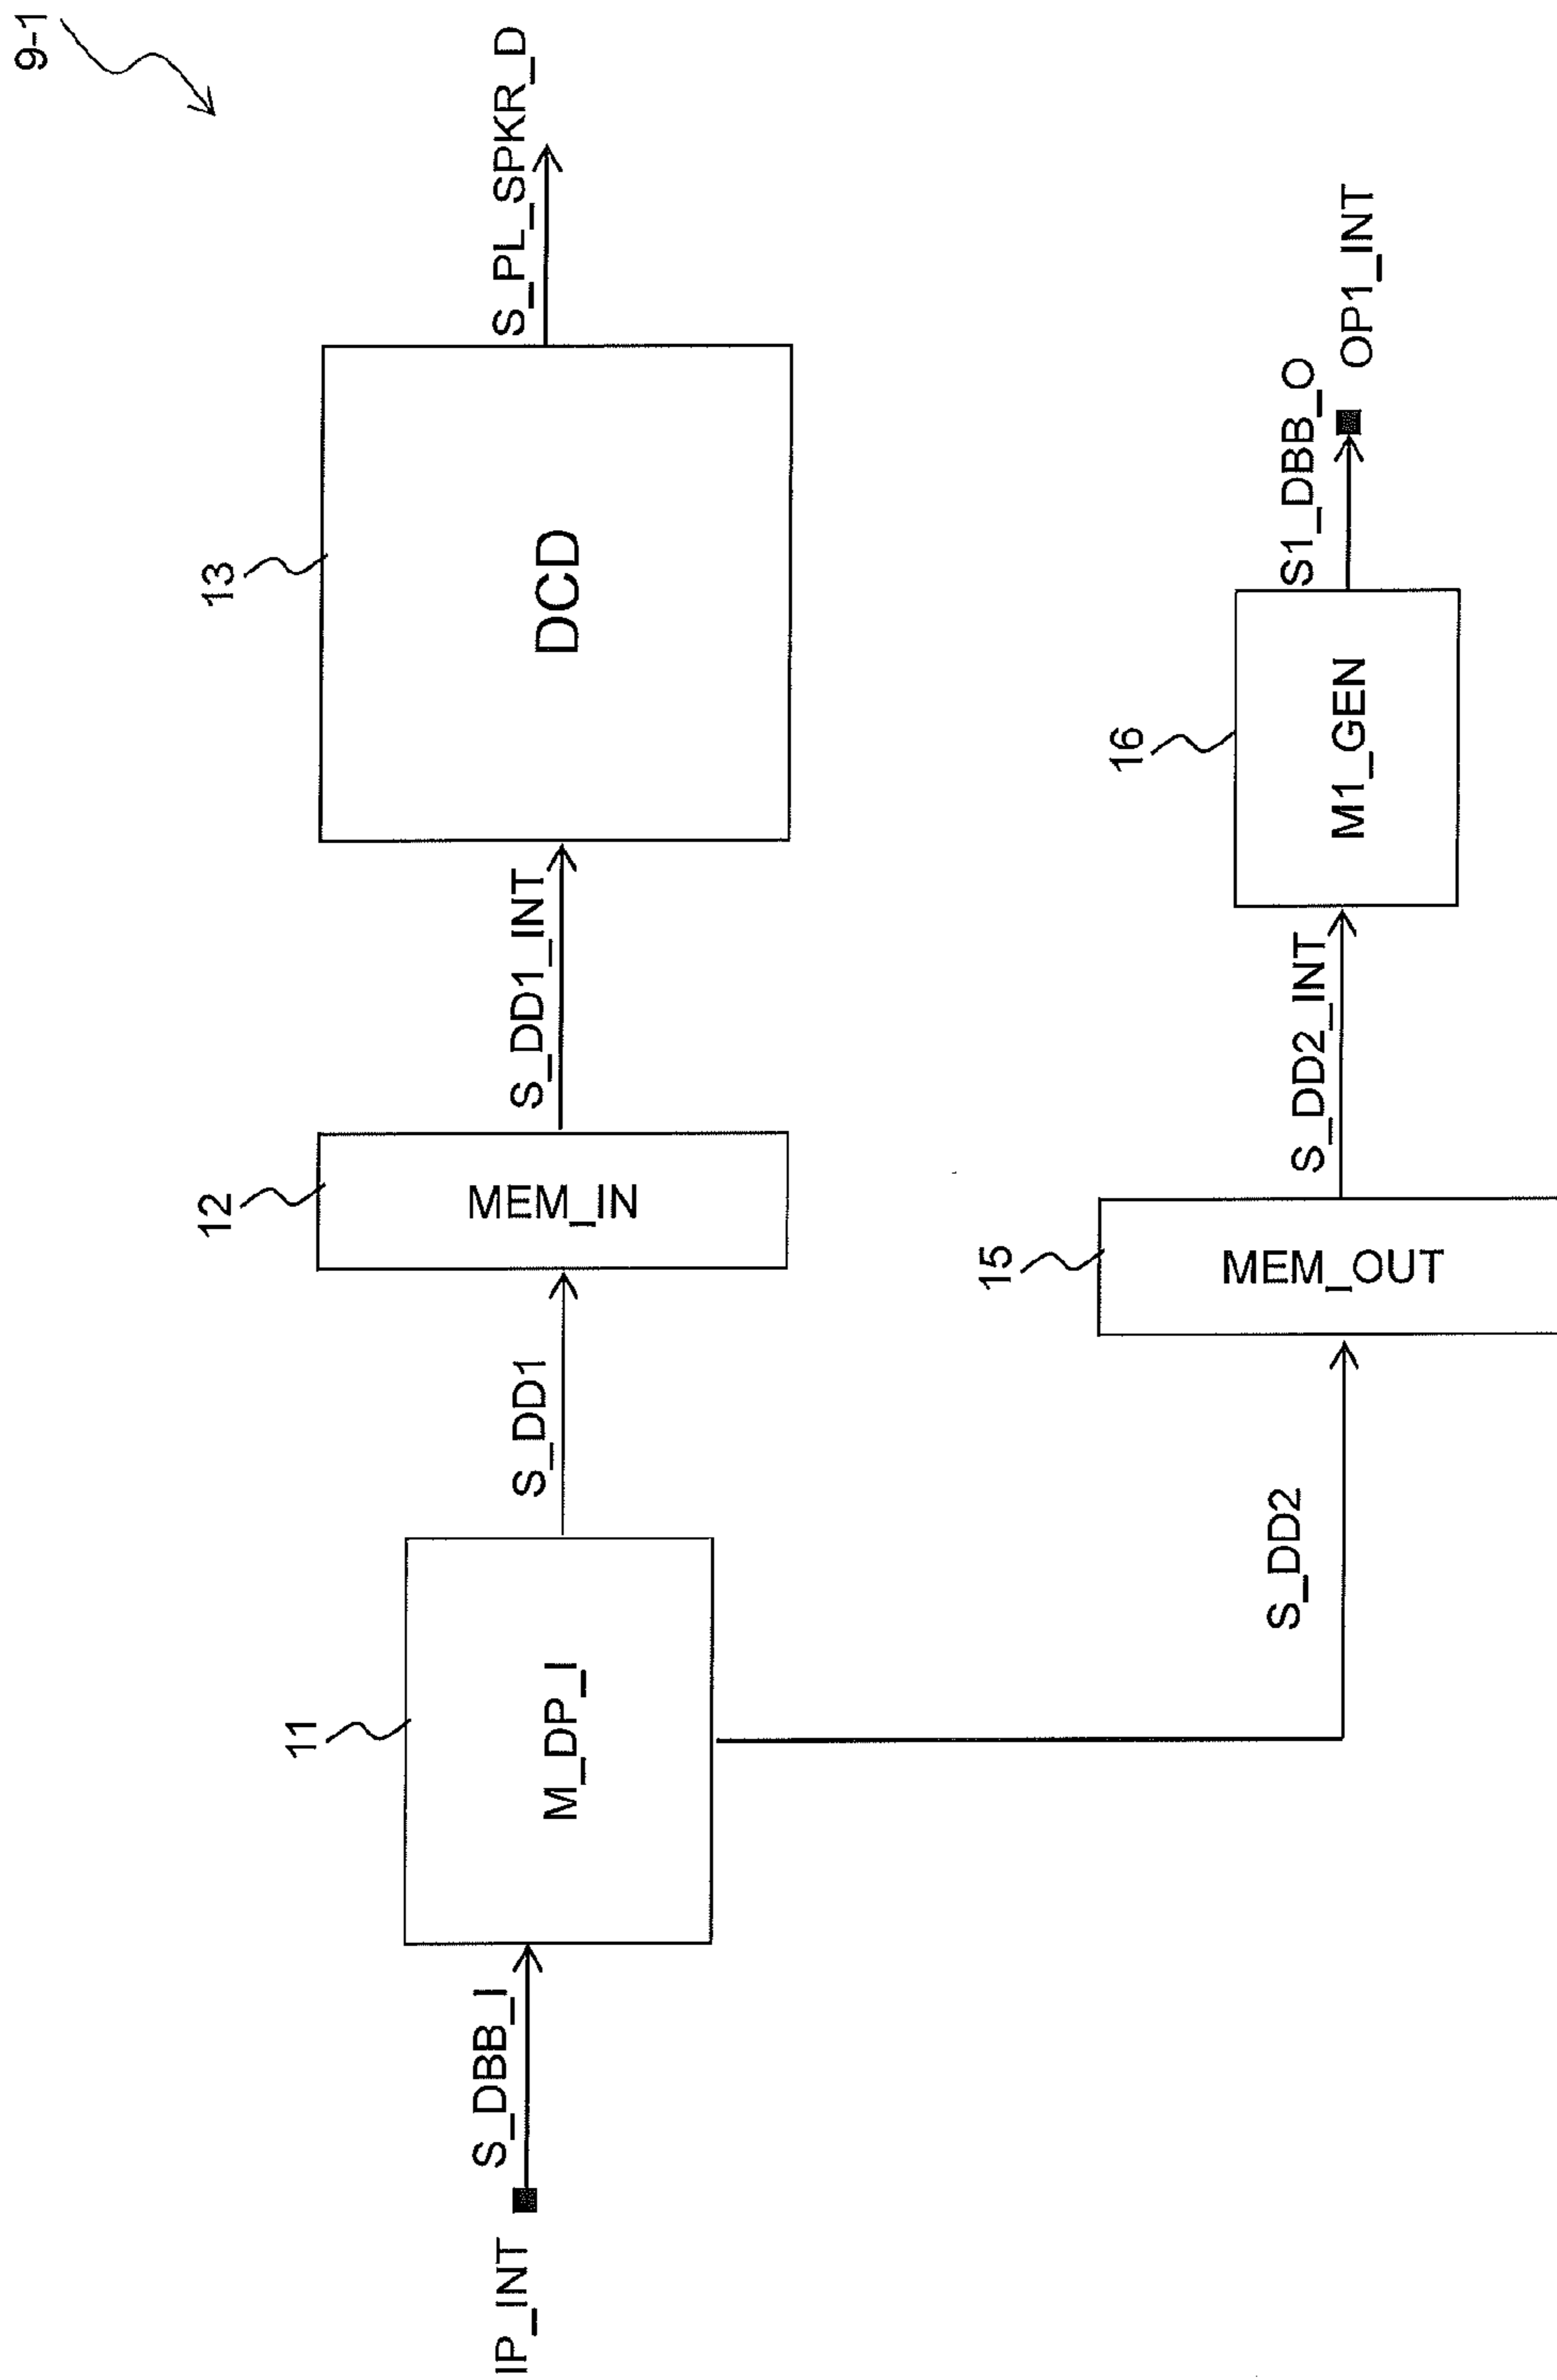 9-1
IP_INT
S_DBB_I
11
M_DP_I
S_DD1
12
MEM_IN
S_DD1_INT
13
DCD
S_PL_SPKR_D
S_DD2
15
MEM_OUT
S_DD2_INT
16
M1_GEN
S1_DBB_O
OP1_INT